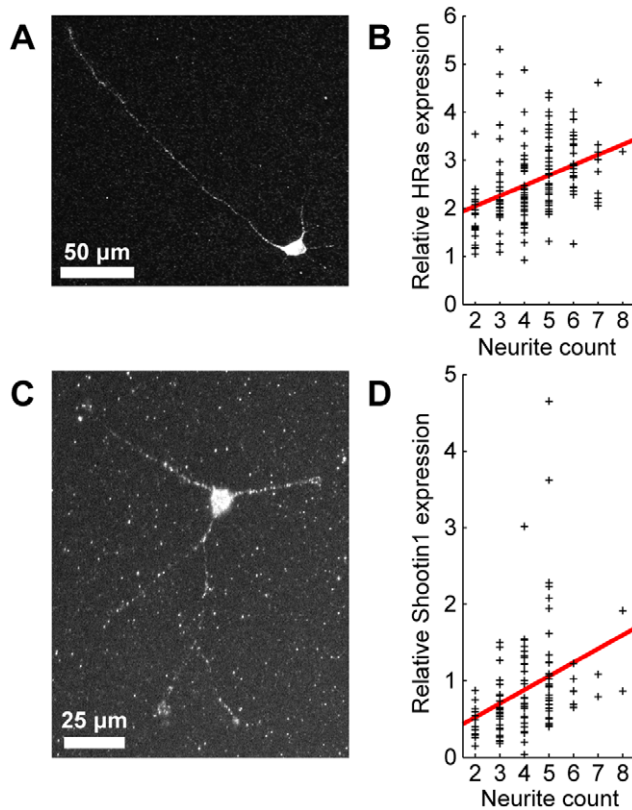 A
50 µm
B
Relative HRas expression
6
5
4
3
2
1
0
2 3 4 5 6 7 8
Neurite count
C
25 µm
D
Relative Shootin1 expression
5
4
3
2
1
0
2 3 4 5 6 7 8
Neurite count